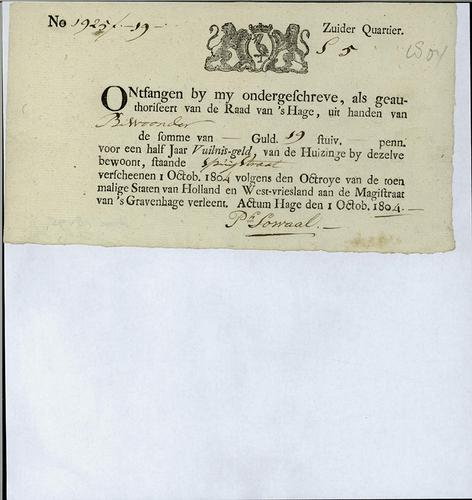 No 1925 f-19-
Zuider Quartier.
S 5
1804
ONtfangen by my ondergeſchreve, als geau-
thoriſeert van de Raad van 's Hage, uit handen van
B. Woonder
de ſomme van — Guld. 19 ſtuiv. penn.
voor een half Jaar Vuilnis-geld, van de Huizinge by dezelve
bewoont, ſtaande Spuistraat
verſcheenen 1 Octob. 1804 volgens den Octroye van de toen
malige Staten van Holland en Weſt-vriesland aan de Magiſtraat
van 's Gravenhage verleent. Actum Hage den 1 Octob. 1804.—
Ph Sowaal.—